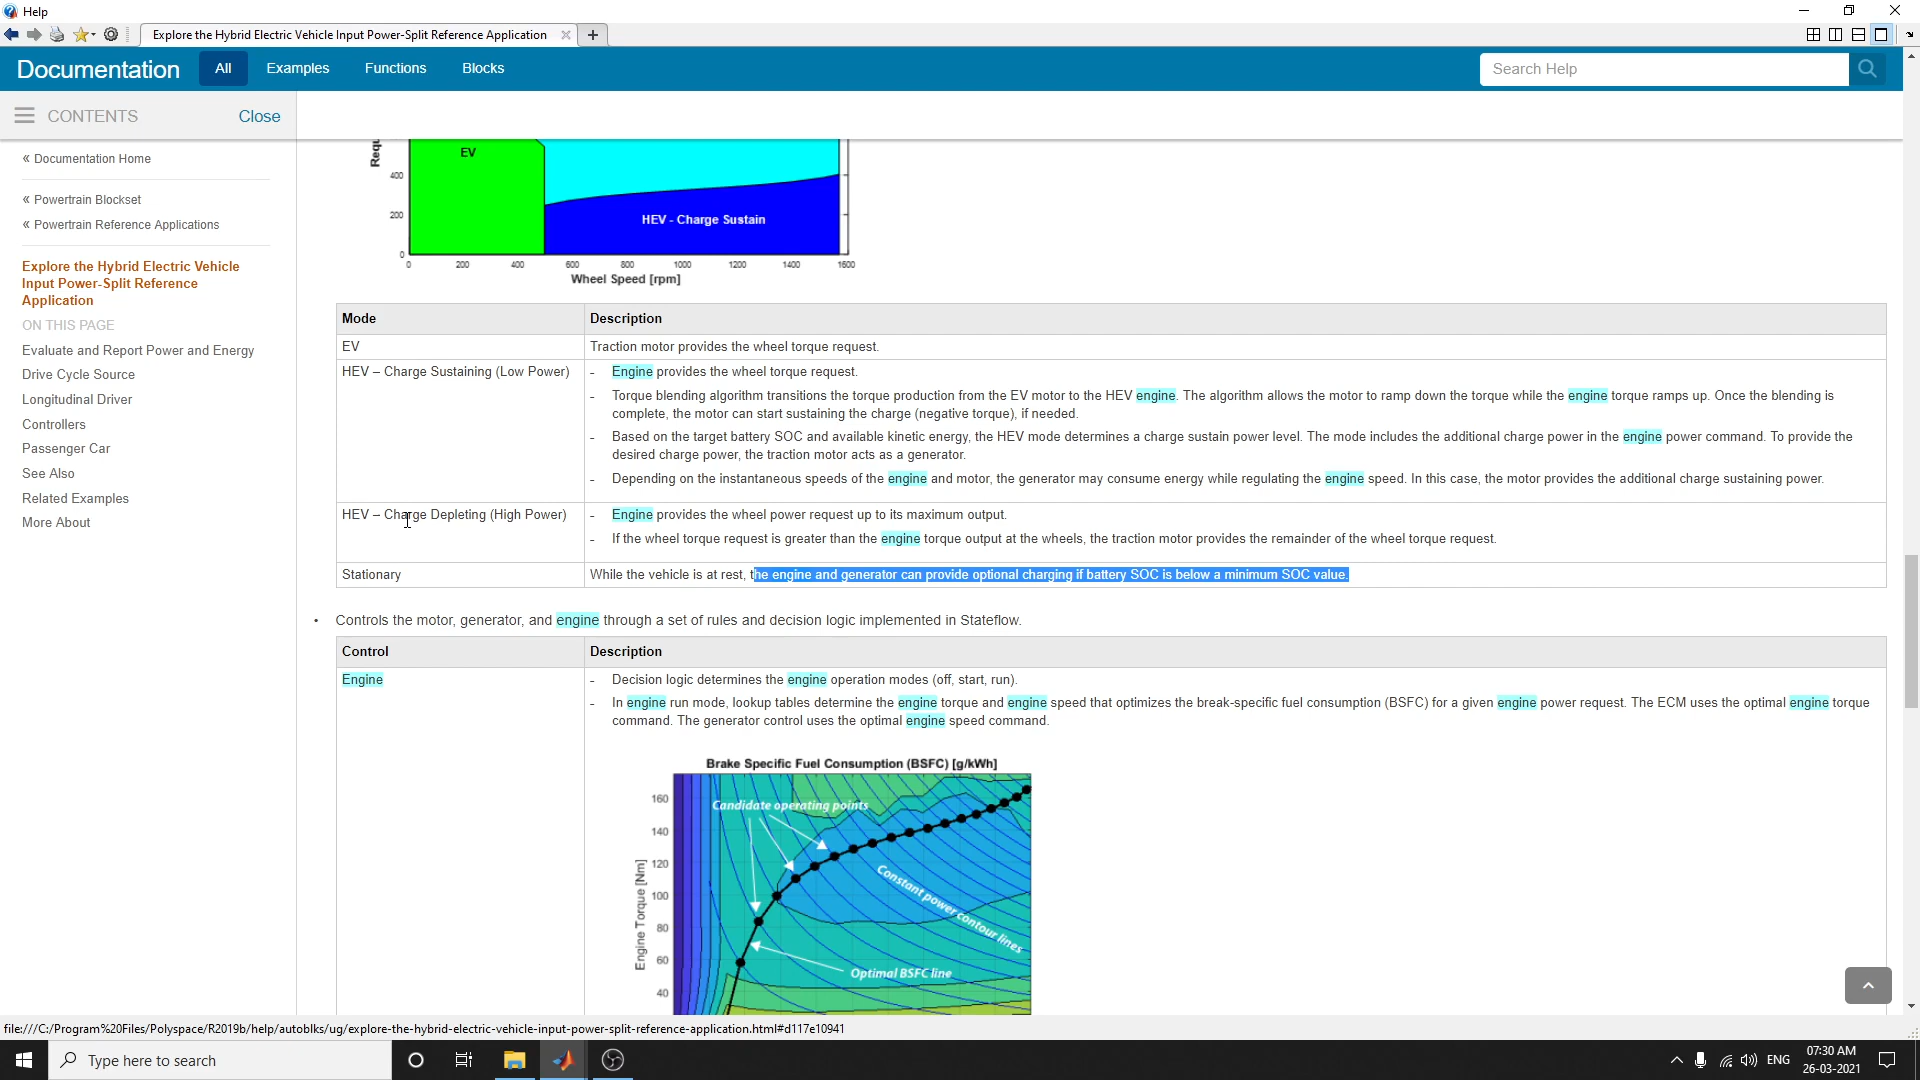 Help
Explore the Hybrid Electric Vehicle Input Power-Split Reference Application
Documentation
All
Examples
Functions
Blocks
Search Help
CONTENTS
Close
« Documentation Home
« Powertrain Blockset
« Powertrain Reference Applications
Explore the Hybrid Electric Vehicle
Input Power-Split Reference
Application
ON THIS PAGE
Evaluate and Report Power and Energy
Drive Cycle Source
Longitudinal Driver
Controllers
Passenger Car
See Also
Related Examples
More About
EV
400
200
0
HEV - Charge Sustain
0 200 400 600 800 1000 1200 1400 1600
Wheel Speed [rpm]
Mode Description
EV Traction motor provides the wheel torque request.
HEV – Charge Sustaining (Low Power) - Engine provides the wheel torque request.
- Torque blending algorithm transitions the torque production from the EV motor to the HEV engine. The algorithm allows the motor to ramp down the torque while the engine torque ramps up. Once the blending is
complete, the motor can start sustaining the charge (negative torque), if needed.
- Based on the target battery SOC and available kinetic energy, the HEV mode determines a charge sustain power level. The mode includes the additional charge power in the engine power command. To provide the
desired charge power, the traction motor acts as a generator.
- Depending on the instantaneous speeds of the engine and motor, the generator may consume energy while regulating the engine speed. In this case, the motor provides the additional charge sustaining power.
HEV – Charge Depleting (High Power) - Engine provides the wheel power request up to its maximum output.
- If the wheel torque request is greater than the engine torque output at the wheels, the traction motor provides the remainder of the wheel torque request.
Stationary While the vehicle is at rest, the engine and generator can provide optional charging if battery SOC is below a minimum SOC value.
• Controls the motor, generator, and engine through a set of rules and decision logic implemented in Stateflow.
Control Description
Engine - Decision logic determines the engine operation modes (off, start, run).
- In engine run mode, lookup tables determine the engine torque and engine speed that optimizes the break-specific fuel consumption (BSFC) for a given engine power request. The ECM uses the optimal engine torque
command. The generator control uses the optimal engine speed command.
Brake Specific Fuel Consumption (BSFC) [g/kWh]
Candidate operating points
Constant power contour lines
Optimal BSFC line
Engine Torque [Nm]
160
140
120
100
80
60
40
file:///C:/Program%20Files/Polyspace/R2019b/help/autoblks/ug/explore-the-hybrid-electric-vehicle-input-power-split-reference-application.html#d117e10941
Type here to search
ENG
07:30 AM
26-03-2021